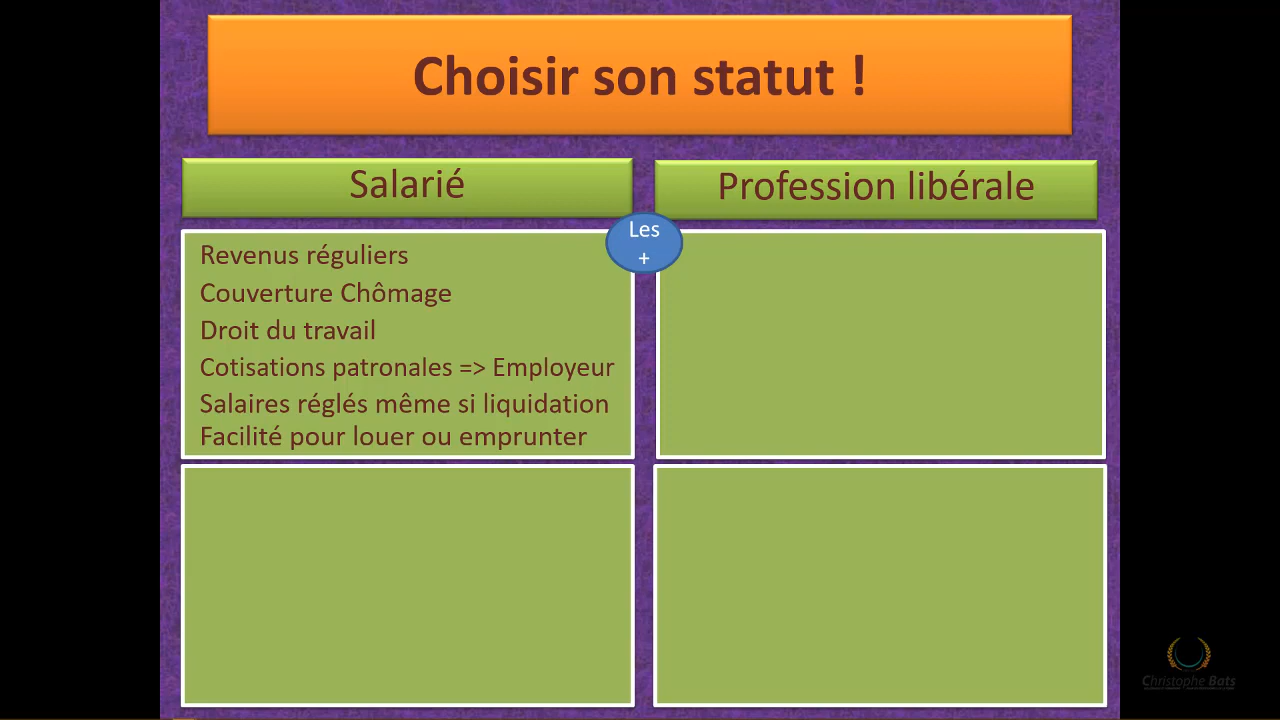 Choisir son statut !
Salarié
Profession libérale
Les
+
Revenus réguliers
Couverture Chômage
Droit du travail
Cotisations patronales => Employeur
Salaires réglés même si liquidation
Facilité pour louer ou emprunter
Christophe Bats